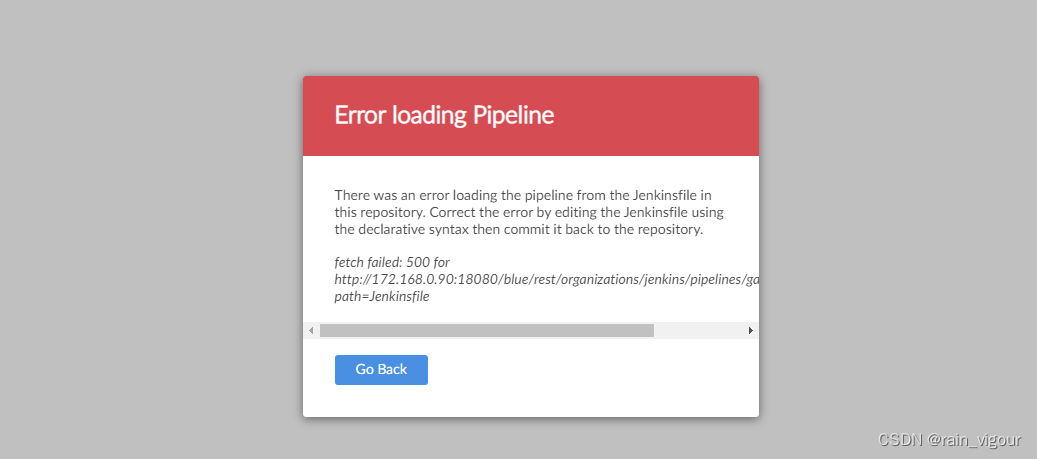 Error loading Pipeline
There was an error loading the pipeline from the Jenkinsfile in
this repository. Correct the error by editing the Jenkinsfile using
the declarative syntax then commit it back to the repository.
fetch failed: 500 for
http://172.168.0.90:18080/blue/rest/organizations/jenkins/pipelines/ga
path=Jenkinsfile
Go Back
CSDN @rain_vigour